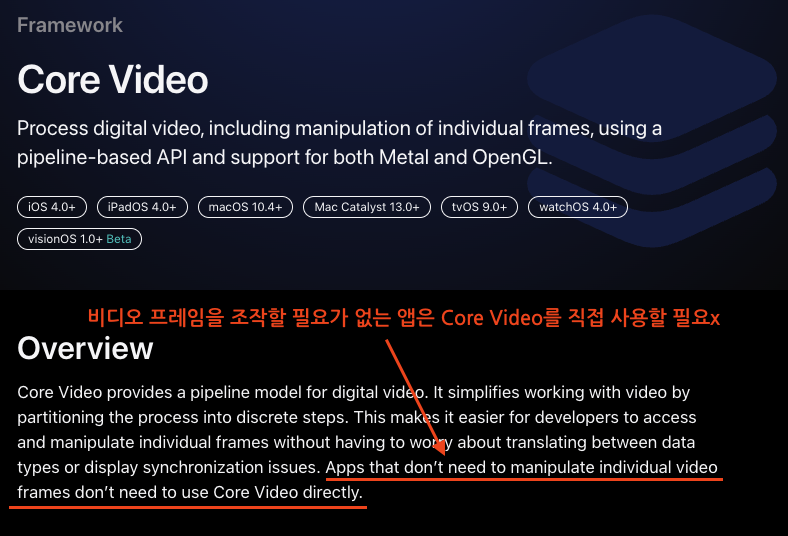 Framework
Core Video
Process digital video, including manipulation of individual frames, using a
pipeline-based API and support for both Metal and OpenGL.
iOS 4.0+ iPadOS 4.0+ macOS 10.4+ Mac Catalyst 13.0+ tvOS 9.0+ watchOS 4.0+
visionOS 1.0+ Beta
비디오 프레임을 조작할 필요가 없는 앱은 Core Video를 직접 사용할 필요x
Overview
Core Video provides a pipeline model for digital video. It simplifies working with video by
partitioning the process into discrete steps. This makes it easier for developers to access
and manipulate individual frames without having to worry about translating between data
types or display synchronization issues. Apps that don’t need to manipulate individual video
frames don’t need to use Core Video directly.